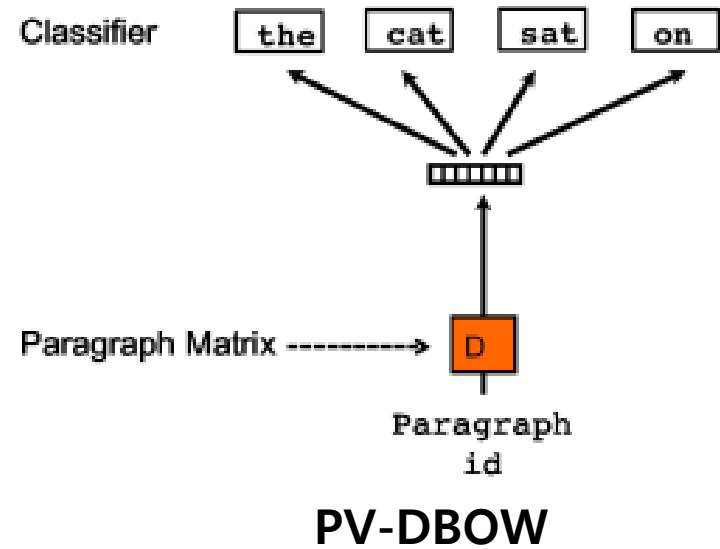 Classifier the cat sat on
Paragraph Matrix D
Paragraph
id
PV-DBOW